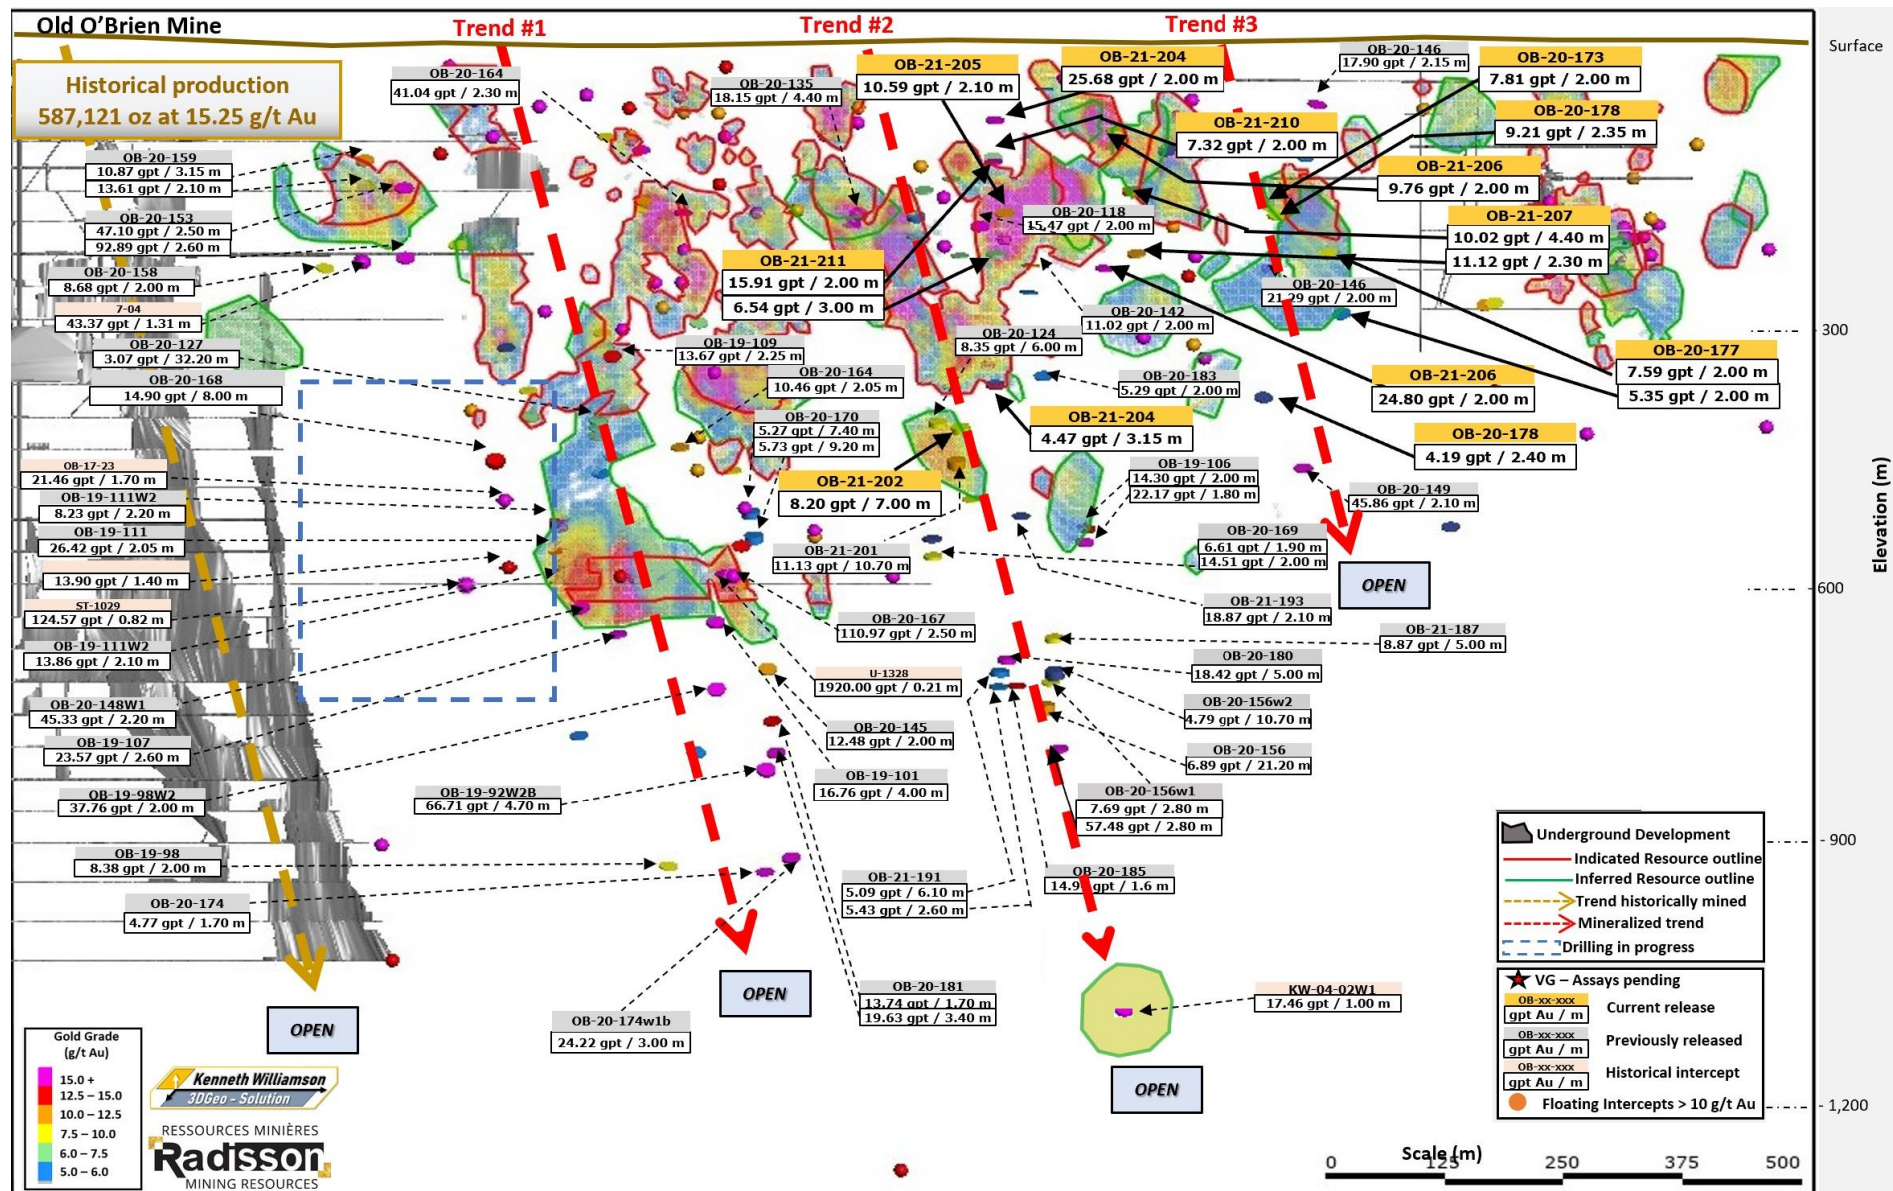 Old O'Brien Mine
Trend #1
Trend #2
Trend #3
Surface
Historical production
587,121 oz at 15.25 g/t Au
OB-20-164
41.04 gpt / 2.30 m
OB-20-135
18.15 gpt / 4.40 m
OB-21-205
10.59 gpt / 2.10 m
OB-21-204
25.68 gpt / 2.00 m
OB-20-146
17.90 gpt / 2.15 m
OB-20-173
7.81 gpt / 2.00 m
OB-20-178
9.21 gpt / 2.35 m
OB-21-210
7.32 gpt / 2.00 m
OB-21-206
9.76 gpt / 2.00 m
OB-21-207
10.02 gpt / 4.40 m
11.12 gpt / 2.30 m
OB-20-159
10.87 gpt / 3.15 m
13.61 gpt / 2.10 m
OB-20-153
47.10 gpt / 2.50 m
92.89 gpt / 2.60 m
OB-20-158
8.68 gpt / 2.00 m
7-04
43.37 gpt / 1.31 m
OB-20-127
3.07 gpt / 32.20 m
OB-20-168
14.90 gpt / 8.00 m
OB-20-118
15.47 gpt / 2.00 m
OB-21-211
15.91 gpt / 2.00 m
6.54 gpt / 3.00 m
OB-20-146
21.29 gpt / 2.00 m
OB-20-142
11.02 gpt / 2.00 m
OB-20-124
8.35 gpt / 6.00 m
OB-19-109
13.67 gpt / 2.25 m
OB-20-164
10.46 gpt / 2.05 m
OB-20-183
5.29 gpt / 2.00 m
OB-21-206
24.80 gpt / 2.00 m
OB-20-177
7.59 gpt / 2.00 m
5.35 gpt / 2.00 m
OB-20-170
5.27 gpt / 7.40 m
5.73 gpt / 9.20 m
OB-21-204
4.47 gpt / 3.15 m
OB-20-178
4.19 gpt / 2.40 m
OB-21-202
8.20 gpt / 7.00 m
OB-19-106
14.30 gpt / 2.00 m
22.17 gpt / 1.80 m
OB-20-149
45.86 gpt / 2.10 m
OB-17-23
21.46 gpt / 1.70 m
OB-19-111W2
8.23 gpt / 2.20 m
OB-19-111
26.42 gpt / 2.05 m
13.90 gpt / 1.40 m
ST-1029
124.57 gpt / 0.82 m
OB-19-111W2
13.86 gpt / 2.10 m
OB-20-148W1
45.33 gpt / 2.20 m
OB-19-107
23.57 gpt / 2.60 m
OB-19-98W2
37.76 gpt / 2.00 m
OB-19-98
8.38 gpt / 2.00 m
OB-20-174
4.77 gpt / 1.70 m
OB-21-201
11.13 gpt / 10.70 m
OB-20-169
6.61 gpt / 1.90 m
14.51 gpt / 2.00 m
OPEN
OB-21-193
18.87 gpt / 2.10 m
OB-20-167
110.97 gpt / 2.50 m
OB-21-187
8.87 gpt / 5.00 m
OB-20-180
18.42 gpt / 5.00 m
U-1328
1920.00 gpt / 0.21 m
OB-20-156w2
4.79 gpt / 10.70 m
OB-20-145
12.48 gpt / 2.00 m
OB-20-156
6.89 gpt / 21.20 m
OB-19-101
16.76 gpt / 4.00 m
OB-19-92W2B
66.71 gpt / 4.70 m
OB-20-156w1
7.69 gpt / 2.80 m
57.48 gpt / 2.80 m
OB-21-191
5.09 gpt / 6.10 m
5.43 gpt / 2.60 m
OB-20-185
gpt / 1.6 m
OB-20-181
13.74 gpt / 1.70 m
19.63 gpt / 3.40 m
OB-20-174w1b
24.22 gpt / 3.00 m
KW-04-02W1
17.46 gpt / 1.00 m
OPEN
OPEN
OPEN
300
600
900
1,200
Elevation (m)
Underground Development
Indicated Resource outline
Inferred Resource outline
Trend historically mined
Mineralized trend
Drilling in progress
VG – Assays pending
OB-xx-xxx
gpt Au / m
Current release
OB-xx-xxx
gpt Au / m
Previously released
OB-xx-xxx
gpt Au / m
Historical intercept
Floating Intercepts > 10 g/t Au
Gold Grade
(g/t Au)
15.0 +
12.5 – 15.0
10.0 – 12.5
7.5 – 10.0
6.0 – 7.5
5.0 – 6.0
Kenneth Williamson
3DGeo - Solution
RESSOURCES MINIÈRES
Radisson
MINING RESOURCES
Scale (m)
0 125 250 375 500